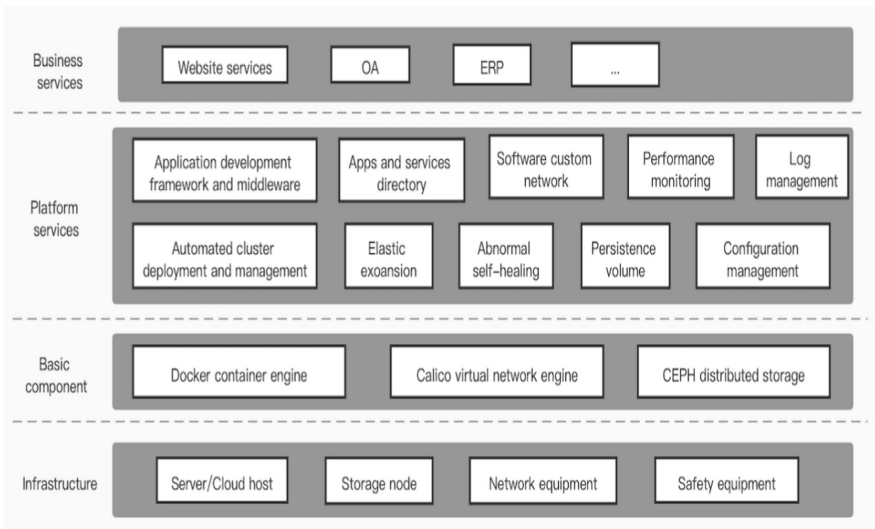 Business
services
Website services
OA
ERP
...
Platform
services
Application development
framework and middleware
Apps and services
directory
Software custom
network
Performance
monitoring
Log
management
Automated cluster
deployment and management
Elastic
exoansion
Abnormal
self-healing
Persistence
volume
Configuration
management
Basic
component
Docker container engine
Calico virtual network engine
CEPH distributed storage
Infrastructure
Server/Cloud host
Storage node
Network equipment
Safety equipment